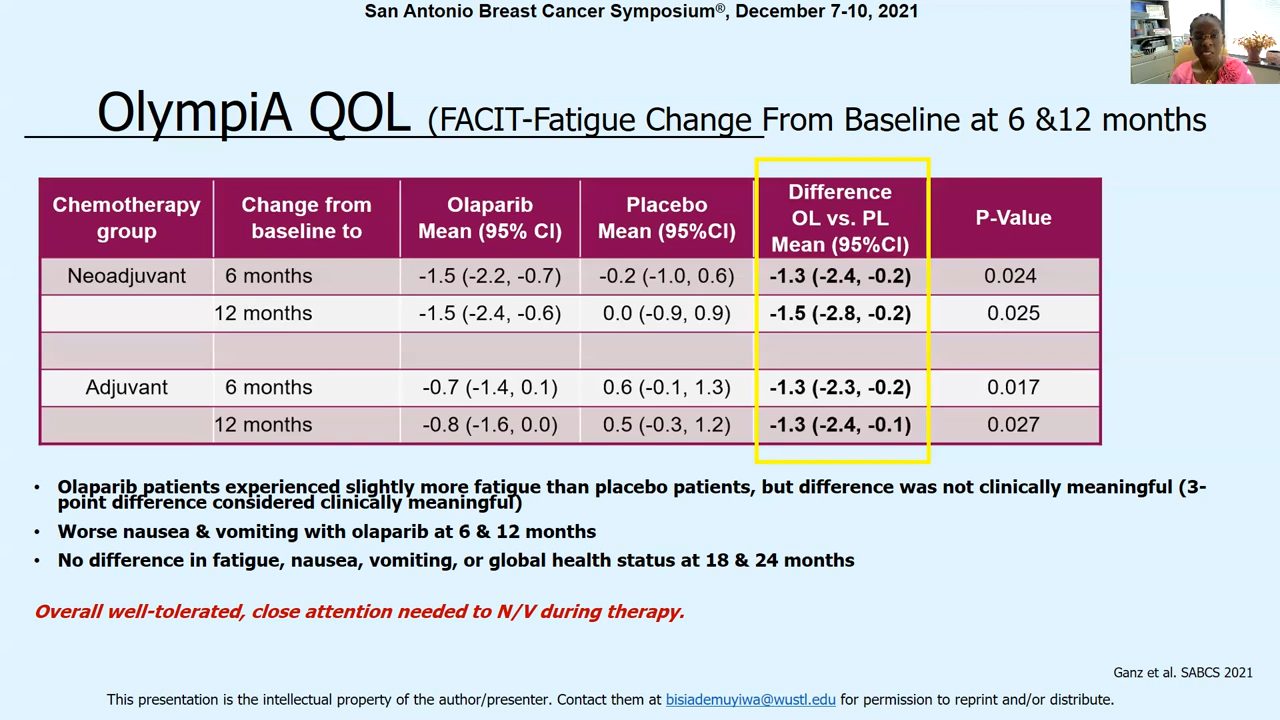 San Antonio Breast Cancer Symposium®, December 7-10, 2021
OlympiA QOL (FACIT-Fatigue Change From Baseline at 6 &12 months
Chemotherapy group Change from baseline to Olaparib Mean (95% CI) Placebo Mean (95%CI) Difference OL vs. PL Mean (95%CI) P-Value
Neoadjuvant 6 months -1.5 (-2.2, -0.7) -0.2 (-1.0, 0.6) -1.3 (-2.4, -0.2) 0.024
12 months -1.5 (-2.4, -0.6) 0.0 (-0.9, 0.9) -1.5 (-2.8, -0.2) 0.025
Adjuvant 6 months -0.7 (-1.4, 0.1) 0.6 (-0.1, 1.3) -1.3 (-2.3, -0.2) 0.017
12 months -0.8 (-1.6, 0.0) 0.5 (-0.3, 1.2) -1.3 (-2.4, -0.1) 0.027
• Olaparib patients experienced slightly more fatigue than placebo patients, but difference was not clinically meaningful (3-
point difference considered clinically meaningful)
• Worse nausea & vomiting with olaparib at 6 & 12 months
• No difference in fatigue, nausea, vomiting, or global health status at 18 & 24 months
Overall well-tolerated, close attention needed to N/V during therapy.
Ganz et al. SABCS 2021
This presentation is the intellectual property of the author/presenter. Contact them at bisiademuyiwa@wustl.edu for permission to reprint and/or distribute.